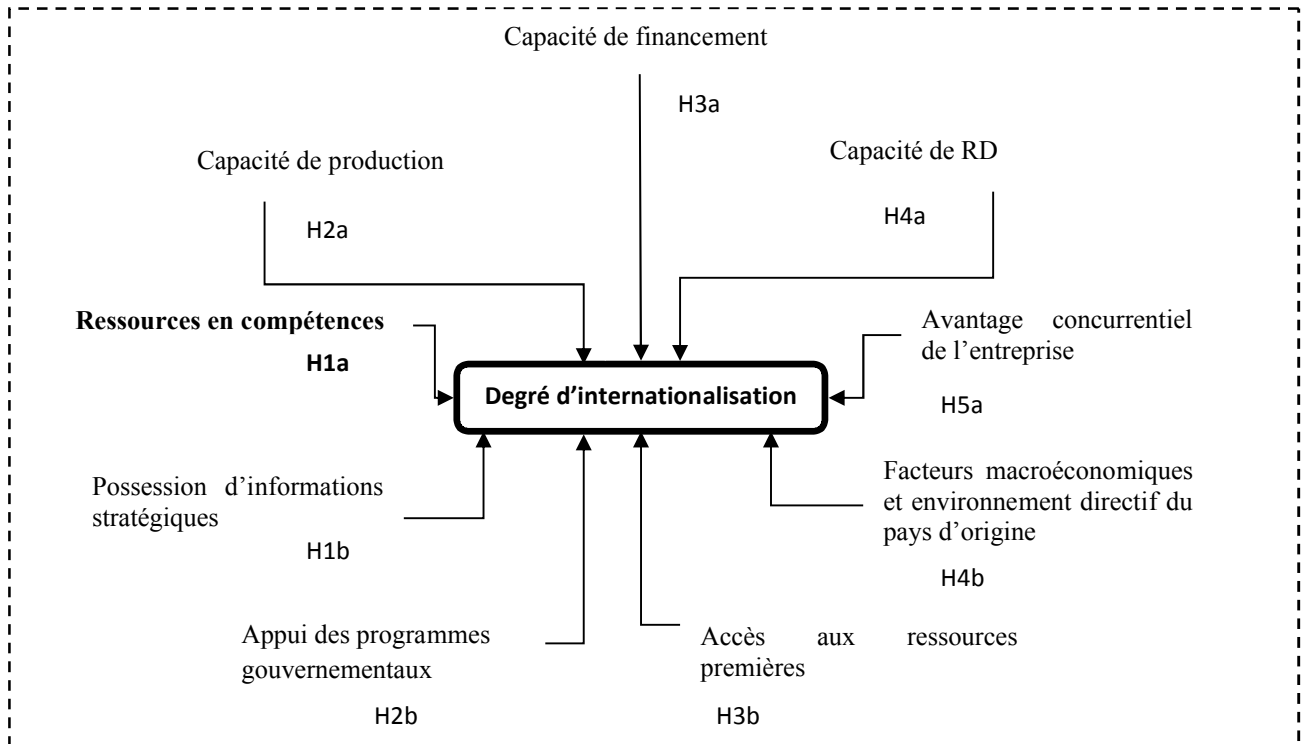 Capacité de financement
H3a
Capacité de production
Capacité de RD
H2a
H4a
Ressources en compétences
H1a
Avantage concurrentiel
de l’entreprise
H5a
Degré d’internationalisation
Possession d’informations
stratégiques
H1b
Facteurs macroéconomiques
et environnement directif du
pays d’origine
H4b
Appui des programmes
gouvernementaux
H2b
Accès aux ressources
premières
H3b